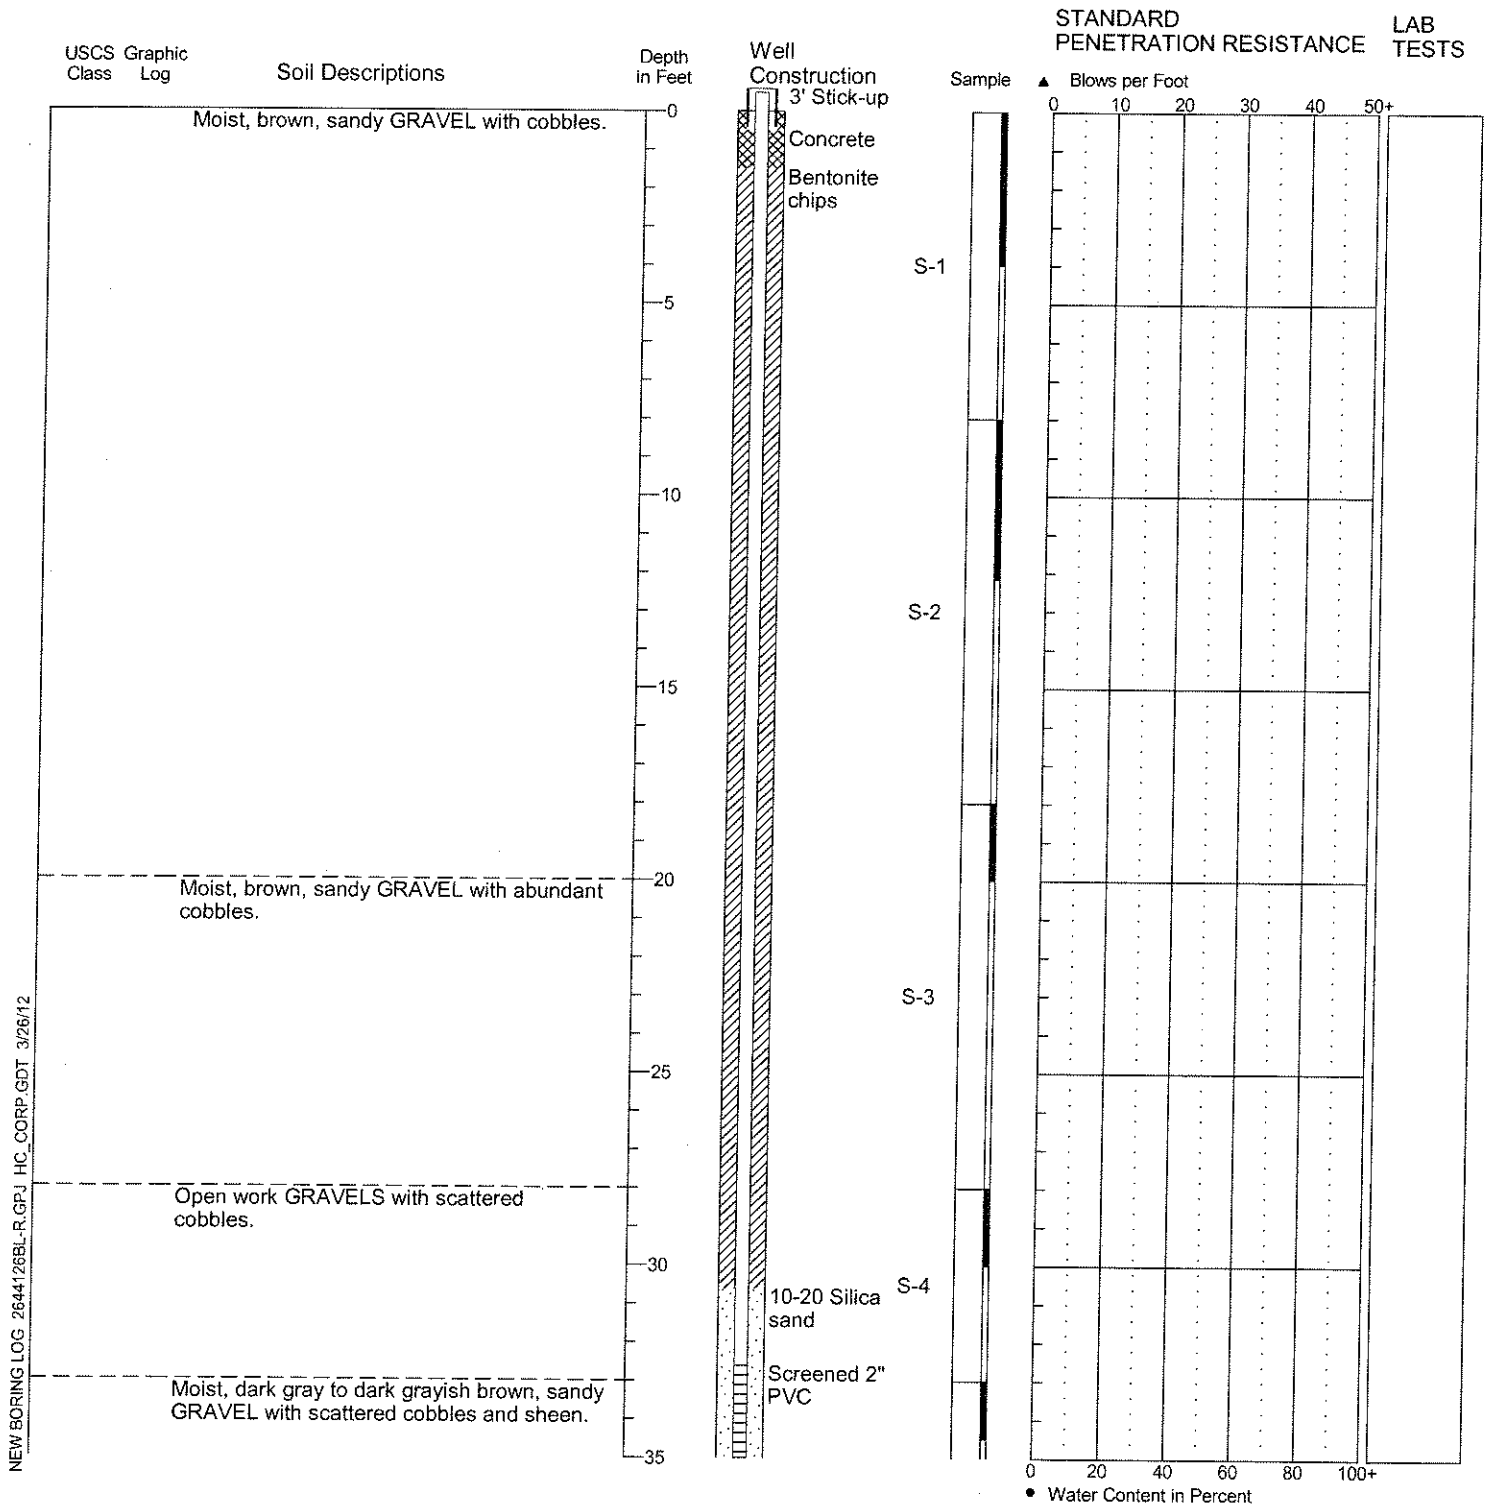 STANDARD
PENETRATION RESISTANCE
LAB
TESTS
USCS Graphic
Class Log
Soil Descriptions
Depth
in Feet
Well
Construction
Sample
▲ Blows per Foot
0 10 20 30 40 50+
3' Stick-up
0
Moist, brown, sandy GRAVEL with cobbles.
Concrete
Bentonite
chips
S-1
5
10
S-2
15
20
Moist, brown, sandy GRAVEL with abundant
cobbles.
S-3
25
Open work GRAVELS with scattered
cobbles.
30
S-4
10-20 Silica
sand
Screened 2"
PVC
Moist, dark gray to dark grayish brown, sandy
GRAVEL with scattered cobbles and sheen.
35
0 20 40 60 80 100+
● Water Content in Percent
NEW BORING LOG 2644126BL-R.GPJ HC_CORP.GDT 3/26/12